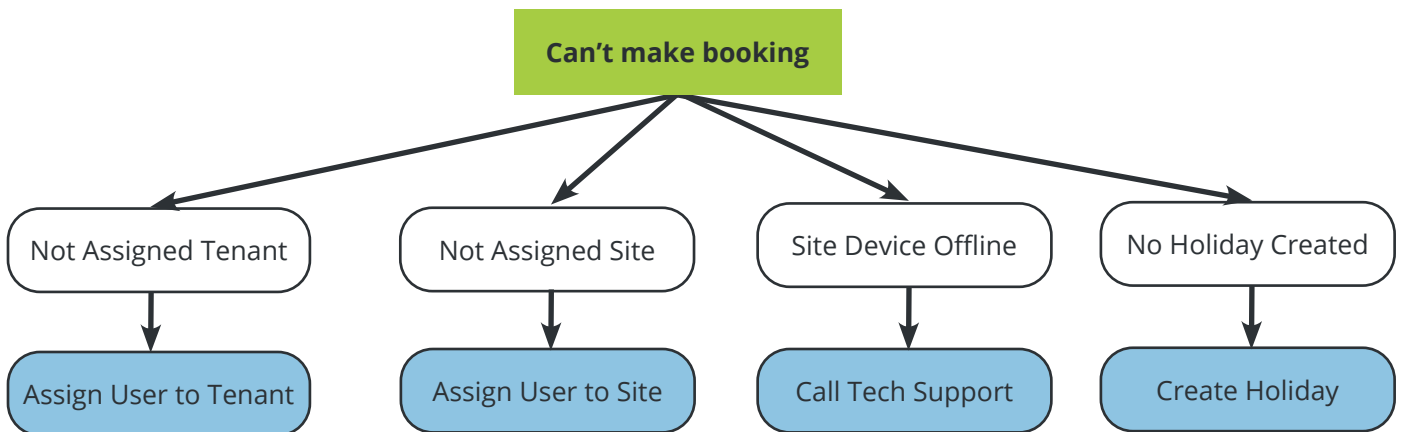 Can’t make booking
Not Assigned Tenant
Not Assigned Site
Site Device Offline
No Holiday Created
Assign User to Tenant
Assign User to Site
Call Tech Support
Create Holiday